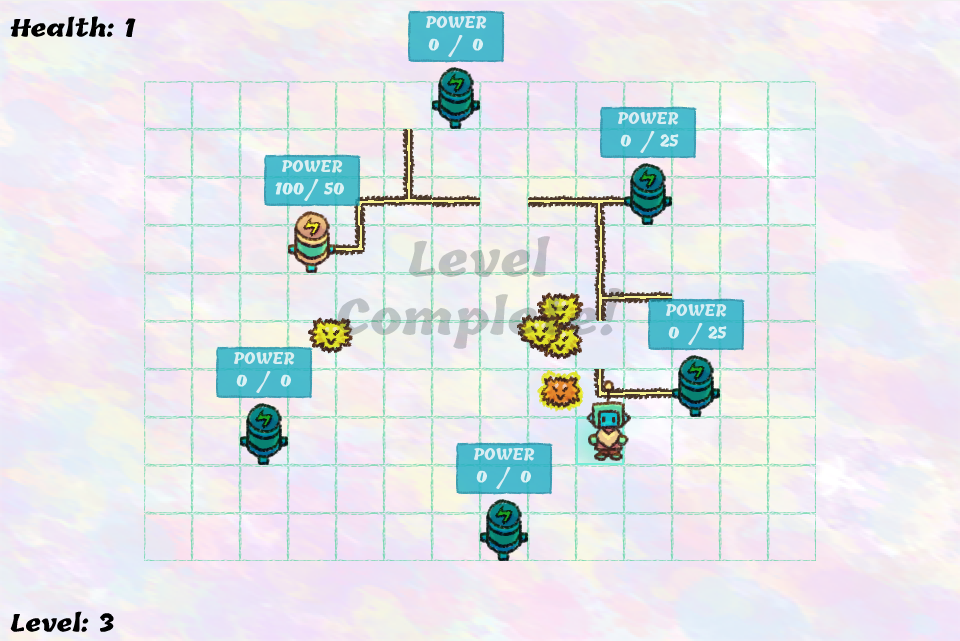 Health: 1
POWER
0 / 0
POWER
0 / 25
POWER
100 / 50
Level
Complete!
POWER
0 / 25
POWER
0 / 0
POWER
0 / 0
Level: 3